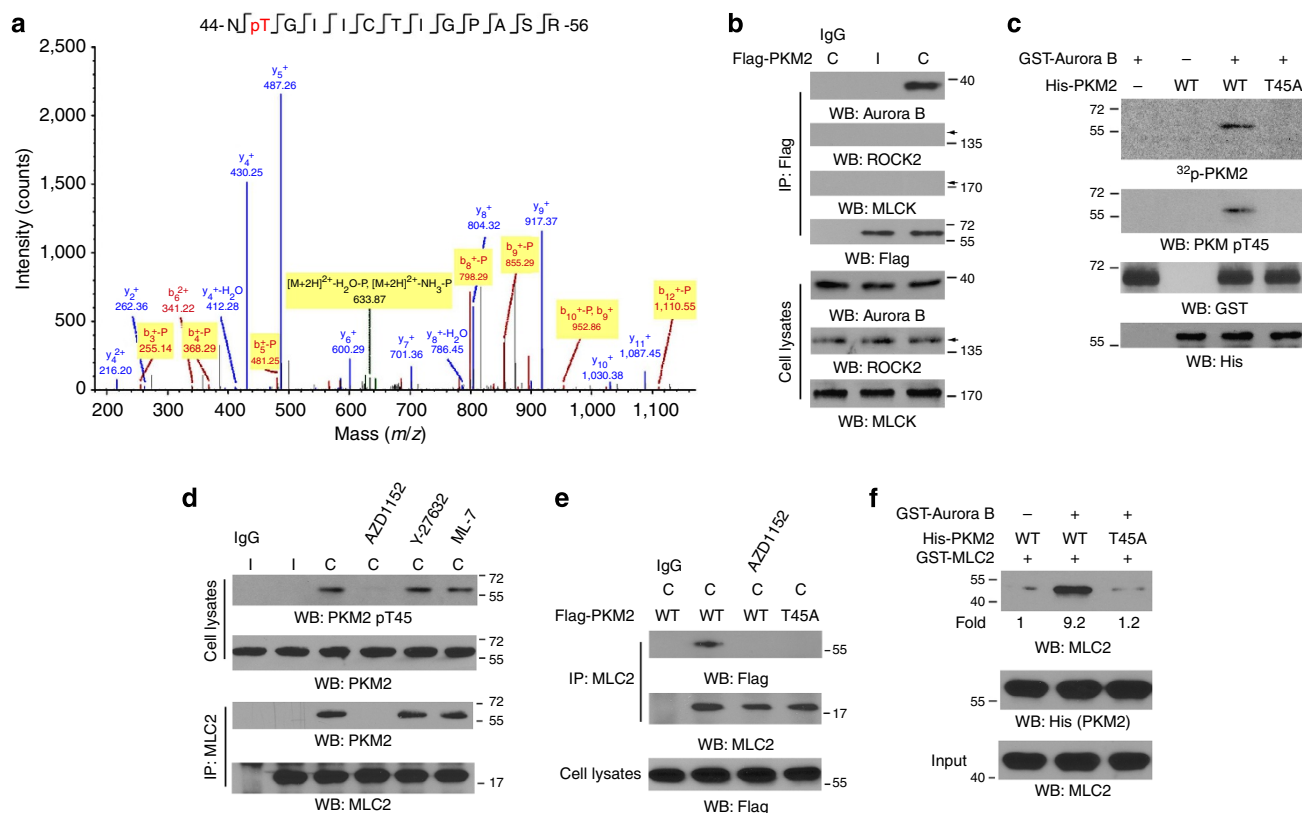 a
44- N pT G I I C T I G P A S R -56
Intensity (counts)
2,500
2,000
1,500
1,000
500
0
y5+
487.26
y4+
430.25
y9+
917.37
y8+
804.32
b9+-P
855.29
b8+-P
798.29
[M+2H]2+-H2O-P, [M+2H]2+-NH3-P
633.87
y2+
262.36
b6 2+
341.22
y4+-H2O
412.28
b10+-P, b9+
952.86
b12+-P
1,110.55
b3+-P
255.14
b4+-P
368.29
b5+-P
481.25
y4 2+
216.20
y6+
600.29
y7+
701.36
y8+-H2O
786.45
y10+
1,030.38
y11+
1,087.45
200 300 400 500 600 700 800 900 1,000 1,100
Mass (m/z)
b
IgG
Flag-PKM2 C I C
IP: Flag
40
WB: Aurora B
135
WB: ROCK2
170
WB: MLCK
72
55
WB: Flag
Cell lysates
40
WB: Aurora B
135
WB: ROCK2
170
WB: MLCK
c
GST-Aurora B + – + +
His-PKM2 – WT WT T45A
72
55
32p-PKM2
72
55
WB: PKM pT45
72
WB: GST
55
WB: His
d
AZD1152 Y-27632 ML-7
IgG
I I C C C C
Cell lysates
72
55
WB: PKM2 pT45
72
55
WB: PKM2
IP: MLC2
72
55
WB: PKM2
17
WB: MLC2
e
AZD1152
IgG
C C C C
Flag-PKM2 WT WT WT T45A
IP: MLC2
55
WB: Flag
17
WB: MLC2
Cell lysates
55
WB: Flag
f
GST-Aurora B – + +
His-PKM2 WT WT T45A
GST-MLC2 + + +
55
40
Fold 1 9.2 1.2
WB: MLC2
55
WB: His (PKM2)
Input
40
WB: MLC2